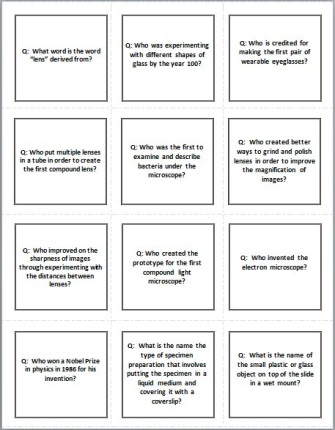 Q: What word is the word
"lens" derived from?
Q: Who was experimenting
with different shapes of
glass by the year 100?
Q: Who is credited for
making the first pair of
wearable eyeglasses?
Q: Who put multiple lenses
in a tube in order to create
the first compound lens?
Q: Who was the first to
examine and describe
bacteria under the
microscope?
Q: Who created better
ways to grind and polish
lenses in order to improve
the magnification of
images?
Q: Who improved on the
sharpness of images
through experimenting with
the distances between
lenses?
Q: Who created the
prototype for the first
compound light
microscope?
Q: Who invented the
electron microscope?
Q: Who won a Nobel Prize
in physics in 1986 for his
invention?
Q: What is the name the
type of specimen
preparation that involves
putting the specimen in a
liquid medium and
covering it with a
coverslip?
Q: What is the name of
the small plastic or glass
object on top of the slide
in a wet mount?